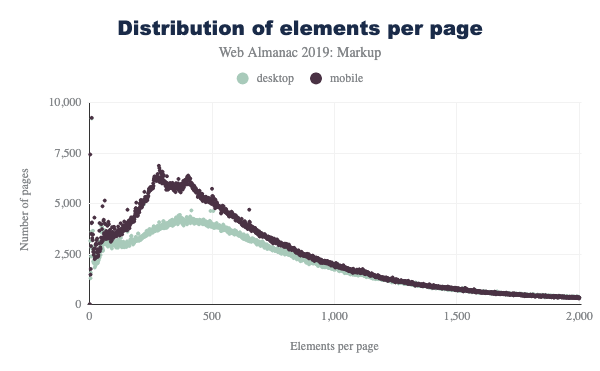 Distribution of elements per page
Web Almanac 2019: Markup
desktop mobile
10,000
7,500
5,000
2,500
0
Number of pages
0 500 1,000 1,500 2,000
Elements per page